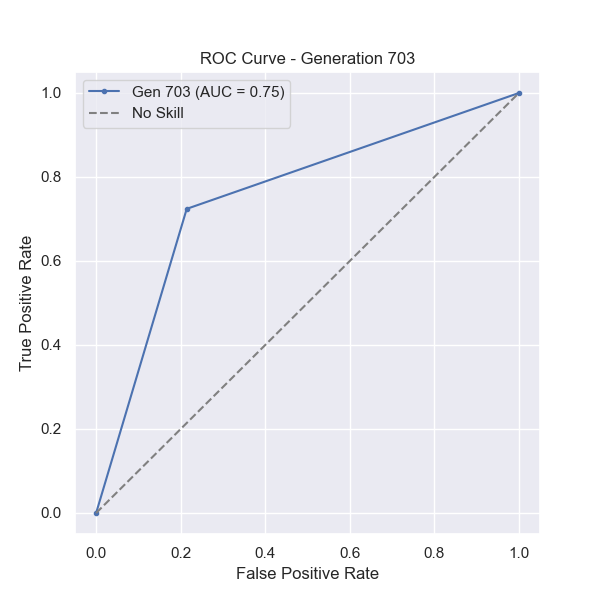 ROC Curve - Generation 703
Gen 703 (AUC = 0.75)
No Skill
1.0
0.8
0.6
0.4
0.2
0.0
True Positive Rate
0.0 0.2 0.4 0.6 0.8 1.0
False Positive Rate